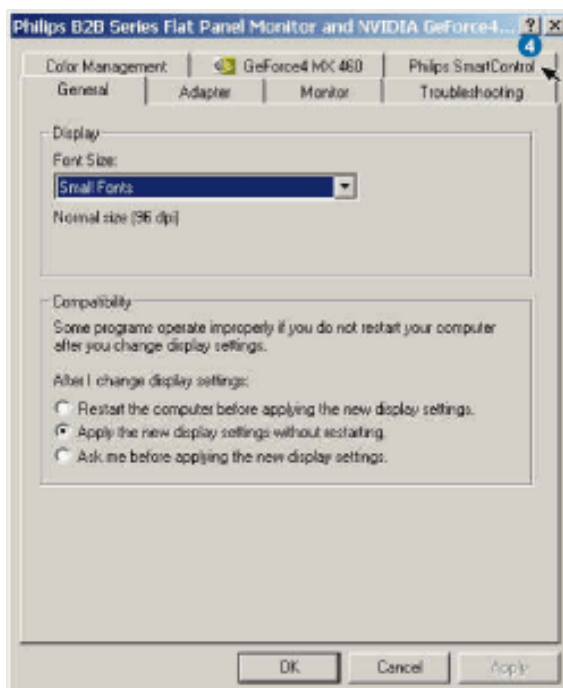 Philips B2B Series Flat Panel Monitor and NVIDIA GeForce4...
4
Color Management
GeForce4 MX 460
Philips SmartControl
General
Adapter
Monitor
Troubleshooting
Display
Font Size:
Small Fonts
Normal size (96 dpi)
Compatibility
Some programs operate improperly if you do not restart your computer
after you change display settings.
After I change display settings:
Restart the computer before applying the new display settings.
Apply the new display settings without restarting.
Ask me before applying the new display settings.
OK
Cancel
Apply